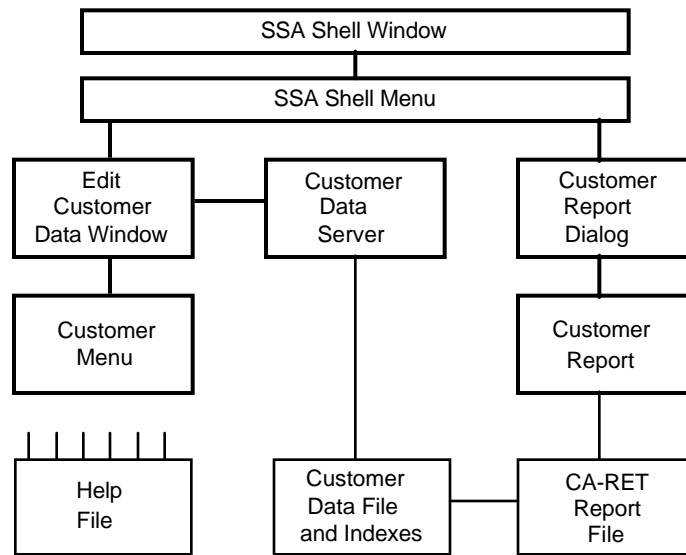 SSA Shell Window
SSA Shell Menu
Edit
Customer
Data Window
Customer
Data
Server
Customer
Report
Dialog
Customer
Menu
Customer
Report
Help
File
Customer
Data File
and Indexes
CA-RET
Report
File